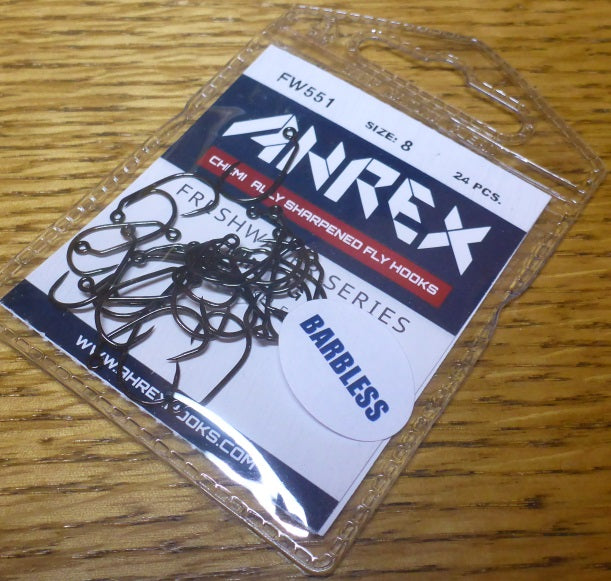 FW551 SIZE: 8 24 PCS.
AHREX
SHARPENED FLY HOOKS
SERIES
BARBLESS